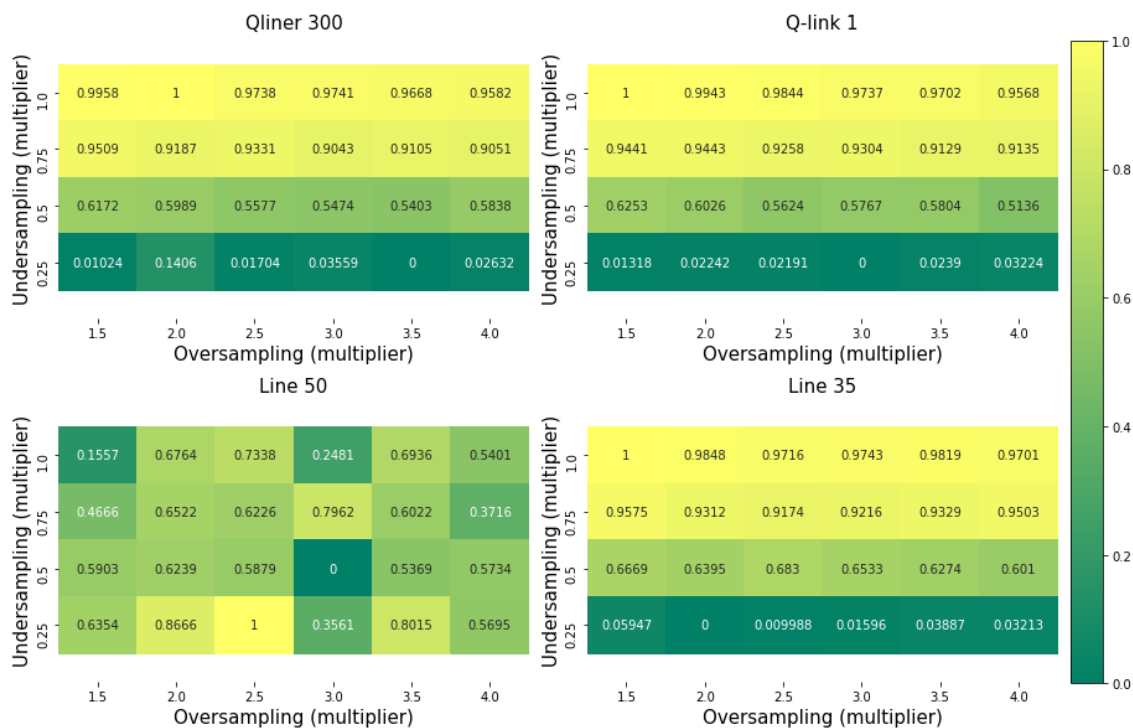 Qliner 300
Undersampling (multiplier)
1.0
0.75
0.5
0.25
0.9958 1 0.9738 0.9741 0.9668 0.9582
0.9509 0.9187 0.9331 0.9043 0.9105 0.9051
0.6172 0.5989 0.5577 0.5474 0.5403 0.5838
0.01024 0.1406 0.01704 0.03559 0 0.02632
1.5 2.0 2.5 3.0 3.5 4.0
Oversampling (multiplier)
Q-link 1
Undersampling (multiplier)
1.0
0.75
0.5
0.25
1 0.9943 0.9844 0.9737 0.9702 0.9568
0.9441 0.9443 0.9258 0.9304 0.9129 0.9135
0.6253 0.6026 0.5624 0.5767 0.5804 0.5136
0.01318 0.02242 0.02191 0 0.0239 0.03224
1.5 2.0 2.5 3.0 3.5 4.0
Oversampling (multiplier)
Line 50
Undersampling (multiplier)
1.0
0.75
0.5
0.25
0.1557 0.6764 0.7338 0.2481 0.6936 0.5401
0.4666 0.6522 0.6226 0.7962 0.6022 0.3716
0.5903 0.6239 0.5879 0 0.5369 0.5734
0.6354 0.8666 1 0.3561 0.8015 0.5695
1.5 2.0 2.5 3.0 3.5 4.0
Oversampling (multiplier)
Line 35
Undersampling (multiplier)
1.0
0.75
0.5
0.25
1 0.9848 0.9716 0.9743 0.9819 0.9701
0.9575 0.9312 0.9174 0.9216 0.9329 0.9503
0.6669 0.6395 0.683 0.6533 0.6274 0.601
0.05947 0 0.009988 0.01596 0.03887 0.03213
1.5 2.0 2.5 3.0 3.5 4.0
Oversampling (multiplier)
1.0
0.8
0.6
0.4
0.2
0.0